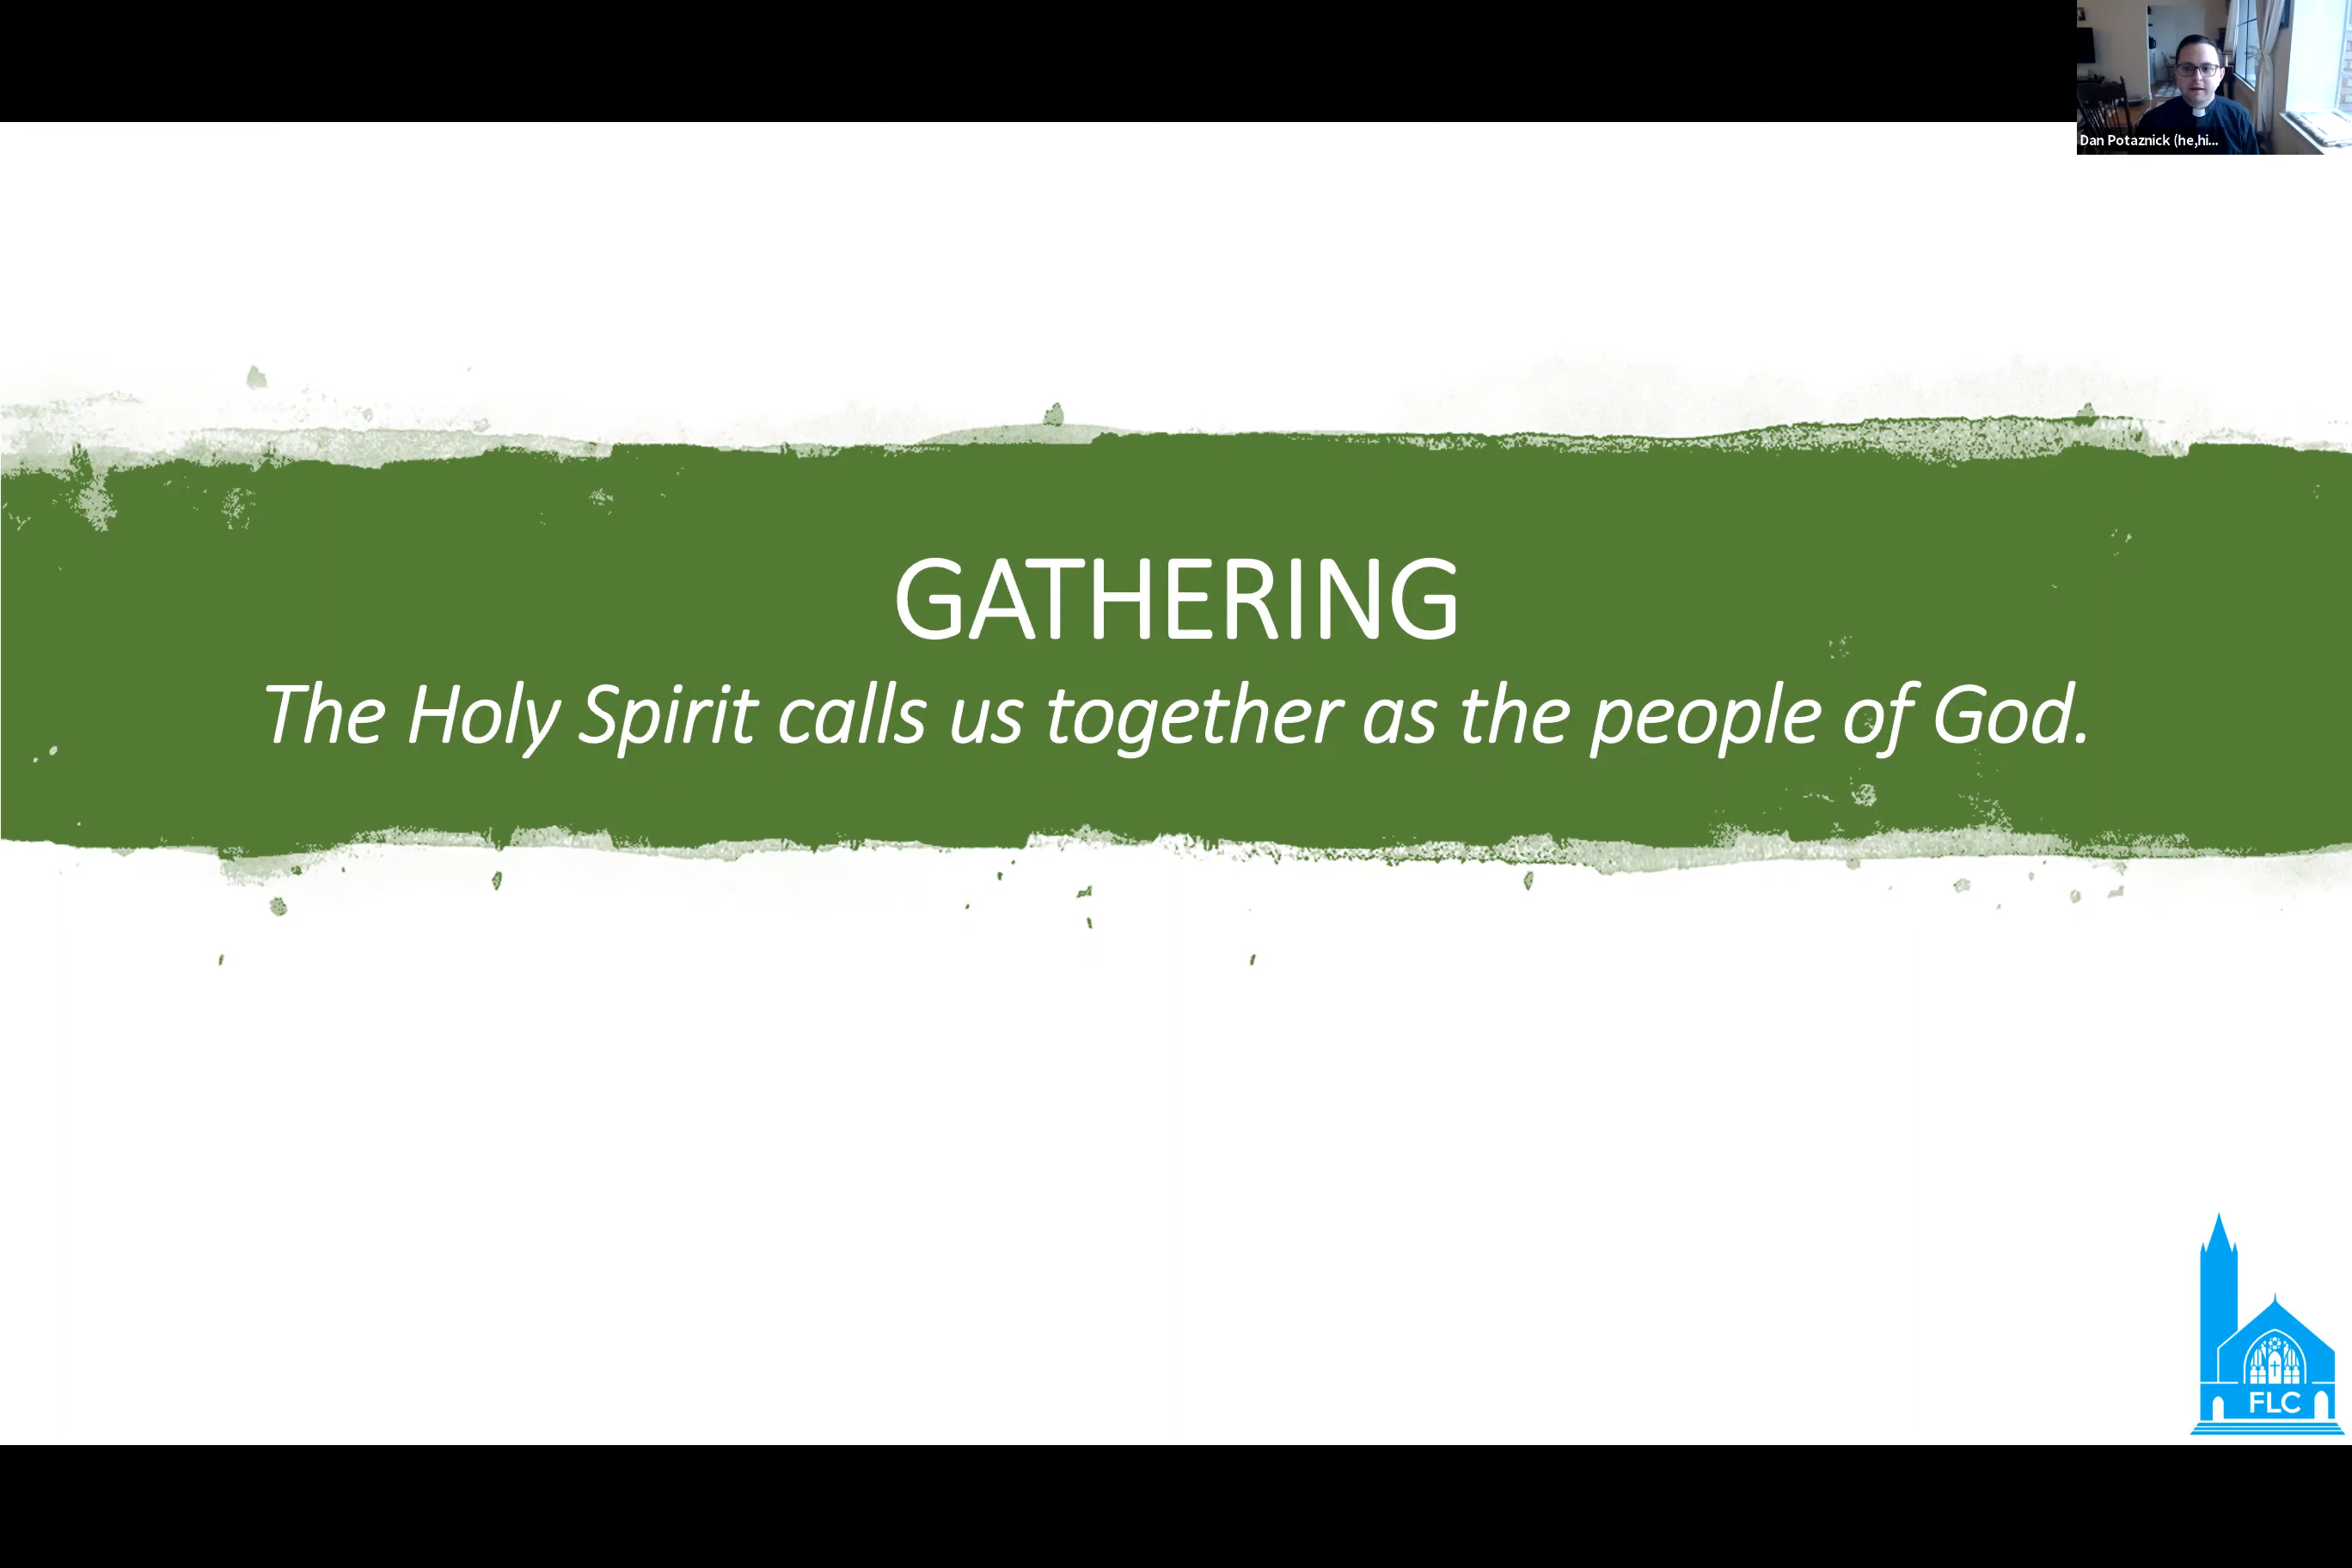 Dan Potaznick (he,hi...
GATHERING
The Holy Spirit calls us together as the people of God.
FLC